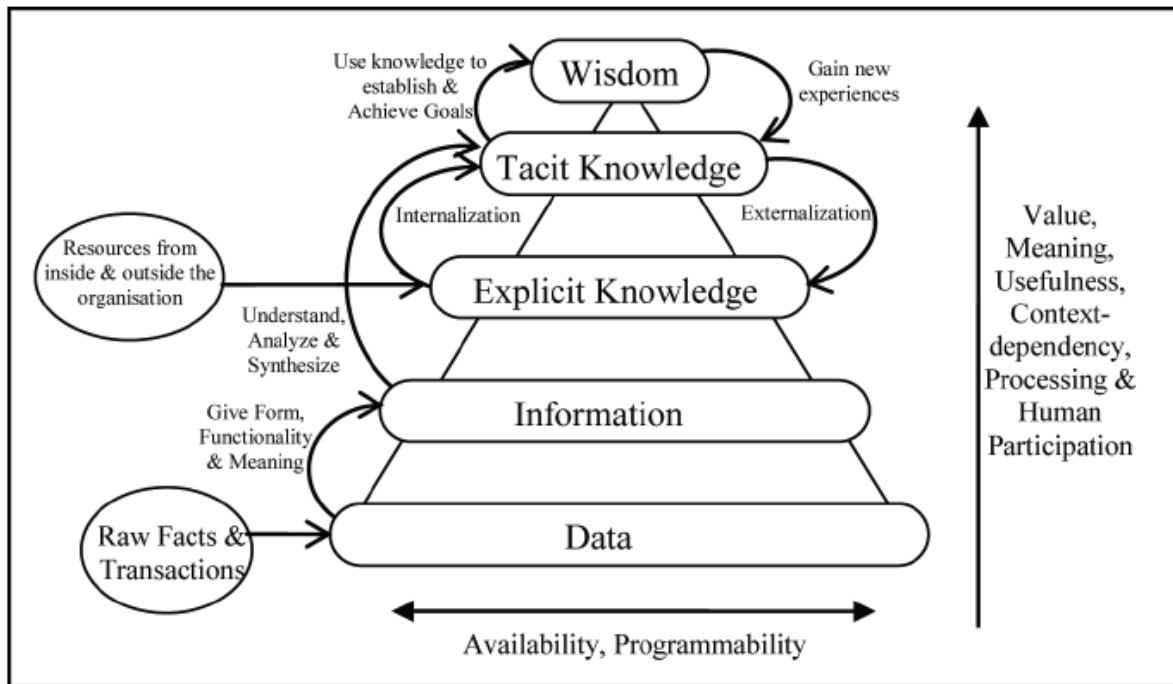 Wisdom
Use knowledge to
establish &
Achieve Goals
Gain new
experiences
Tacit Knowledge
Internalization
Externalization
Resources from
inside & outside the
organisation
Explicit Knowledge
Understand,
Analyze &
Synthesize
Information
Give Form,
Functionality
& Meaning
Raw Facts &
Transactions
Data
Availability, Programmability
Value,
Meaning,
Usefulness,
Context-
dependency,
Processing &
Human
Participation